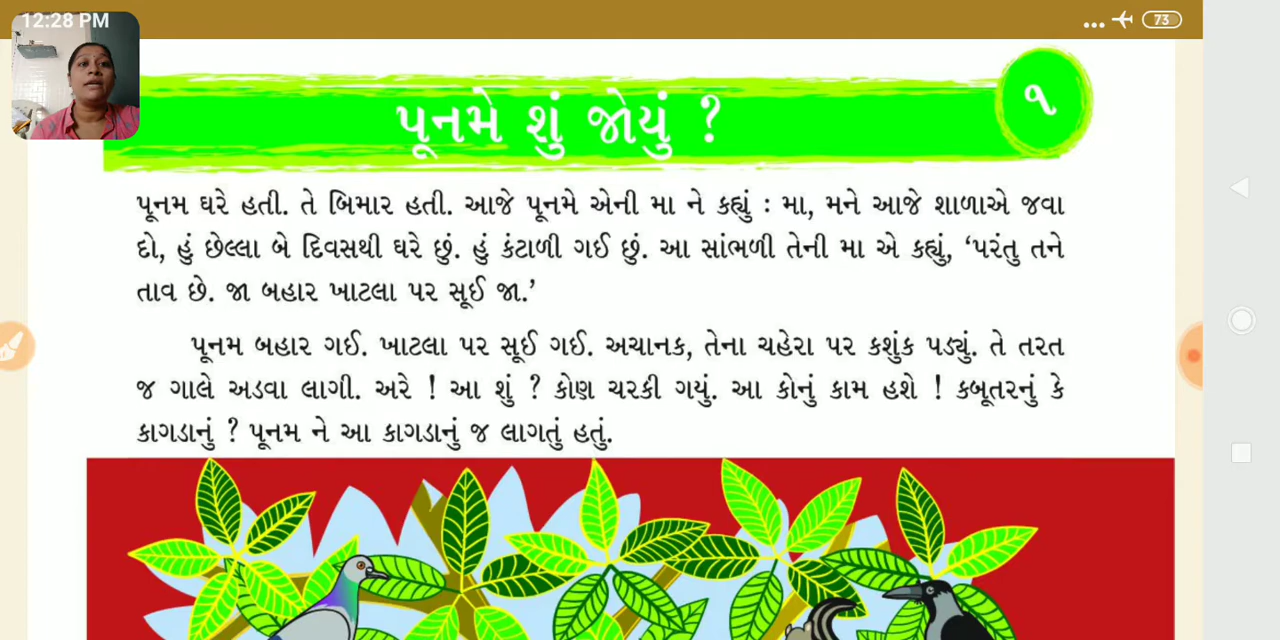 12:28 PM
73
પૂનમે શું જોયું ?
૧
પૂનમ ઘરે હતી. તે બિમાર હતી. આજે પૂનમે એની મા ને કહ્યું : મા, મને આજે શાળાએ જવા
દો, હું છેલ્લા બે દિવસથી ઘરે છું. હું કંટાળી ગઈ છું. આ સાંભળી તેની મા એ કહ્યું, ‘પરંતુ તને
તાવ છે. જા બહાર ખાટલા પર સૂઈ જા.’
પૂનમ બહાર ગઈ. ખાટલા પર સૂઈ ગઈ. અચાનક, તેના ચહેરા પર કશુંક પડ્યું. તે તરત
જ ગાલે અડવા લાગી. અરે ! આ શું ? કોણ ચરકી ગયું. આ કોનું કામ હશે ! કબૂતરનું કે
કાગડાનું ? પૂનમ ને આ કાગડાનું જ લાગતું હતું.